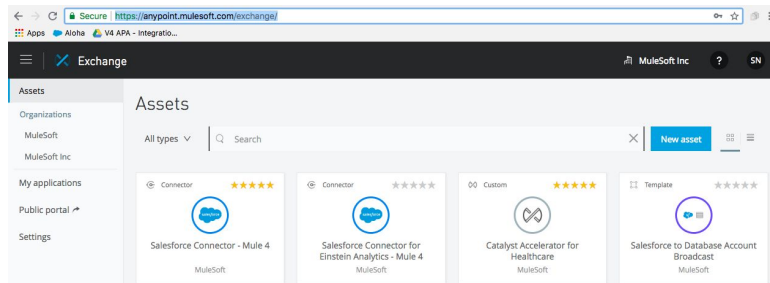 Secure https://anypoint.mulesoft.com/exchange/
Apps Aloha V4 APA - Integratio...
Exchange MuleSoft Inc ? SN
Assets
Organizations
MuleSoft
MuleSoft Inc
My applications
Public portal
Settings
Assets
All types Search New asset
Connector
Salesforce Connector - Mule 4
MuleSoft
Connector
Salesforce Connector for
Einstein Analytics - Mule 4
MuleSoft
Custom
Catalyst Accelerator for
Healthcare
MuleSoft
Template
Salesforce to Database Account
Broadcast
MuleSoft